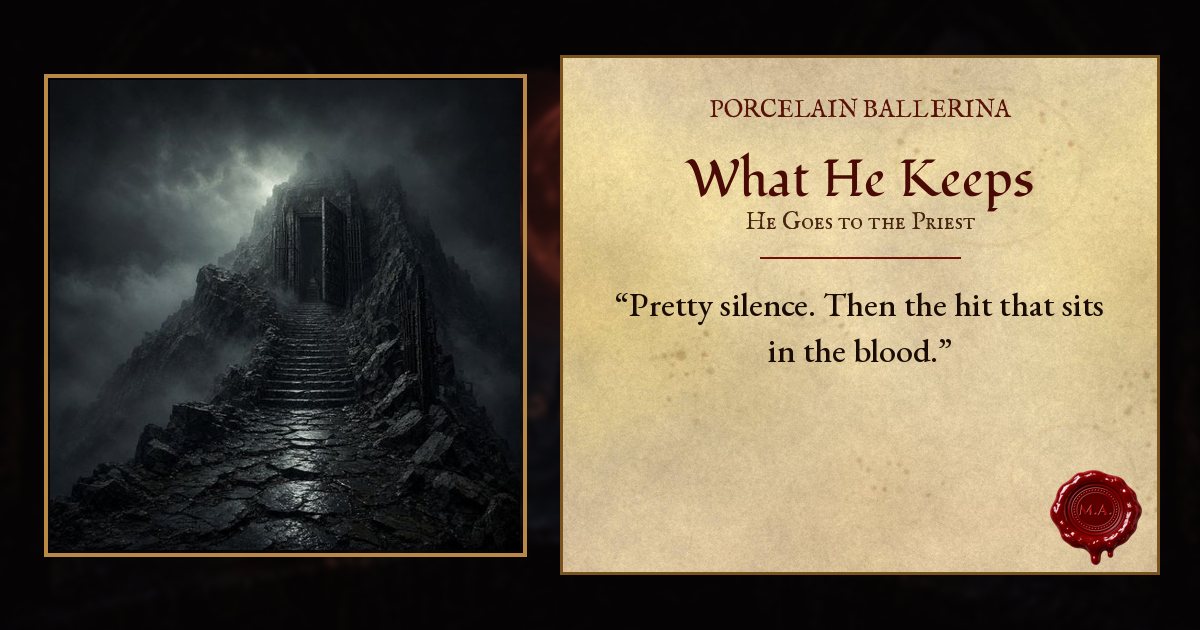 PORCELAIN BALLERINA
What He Keeps
He Goes to the Priest
“Pretty silence. Then the hit that sits
in the blood.”
M.A.